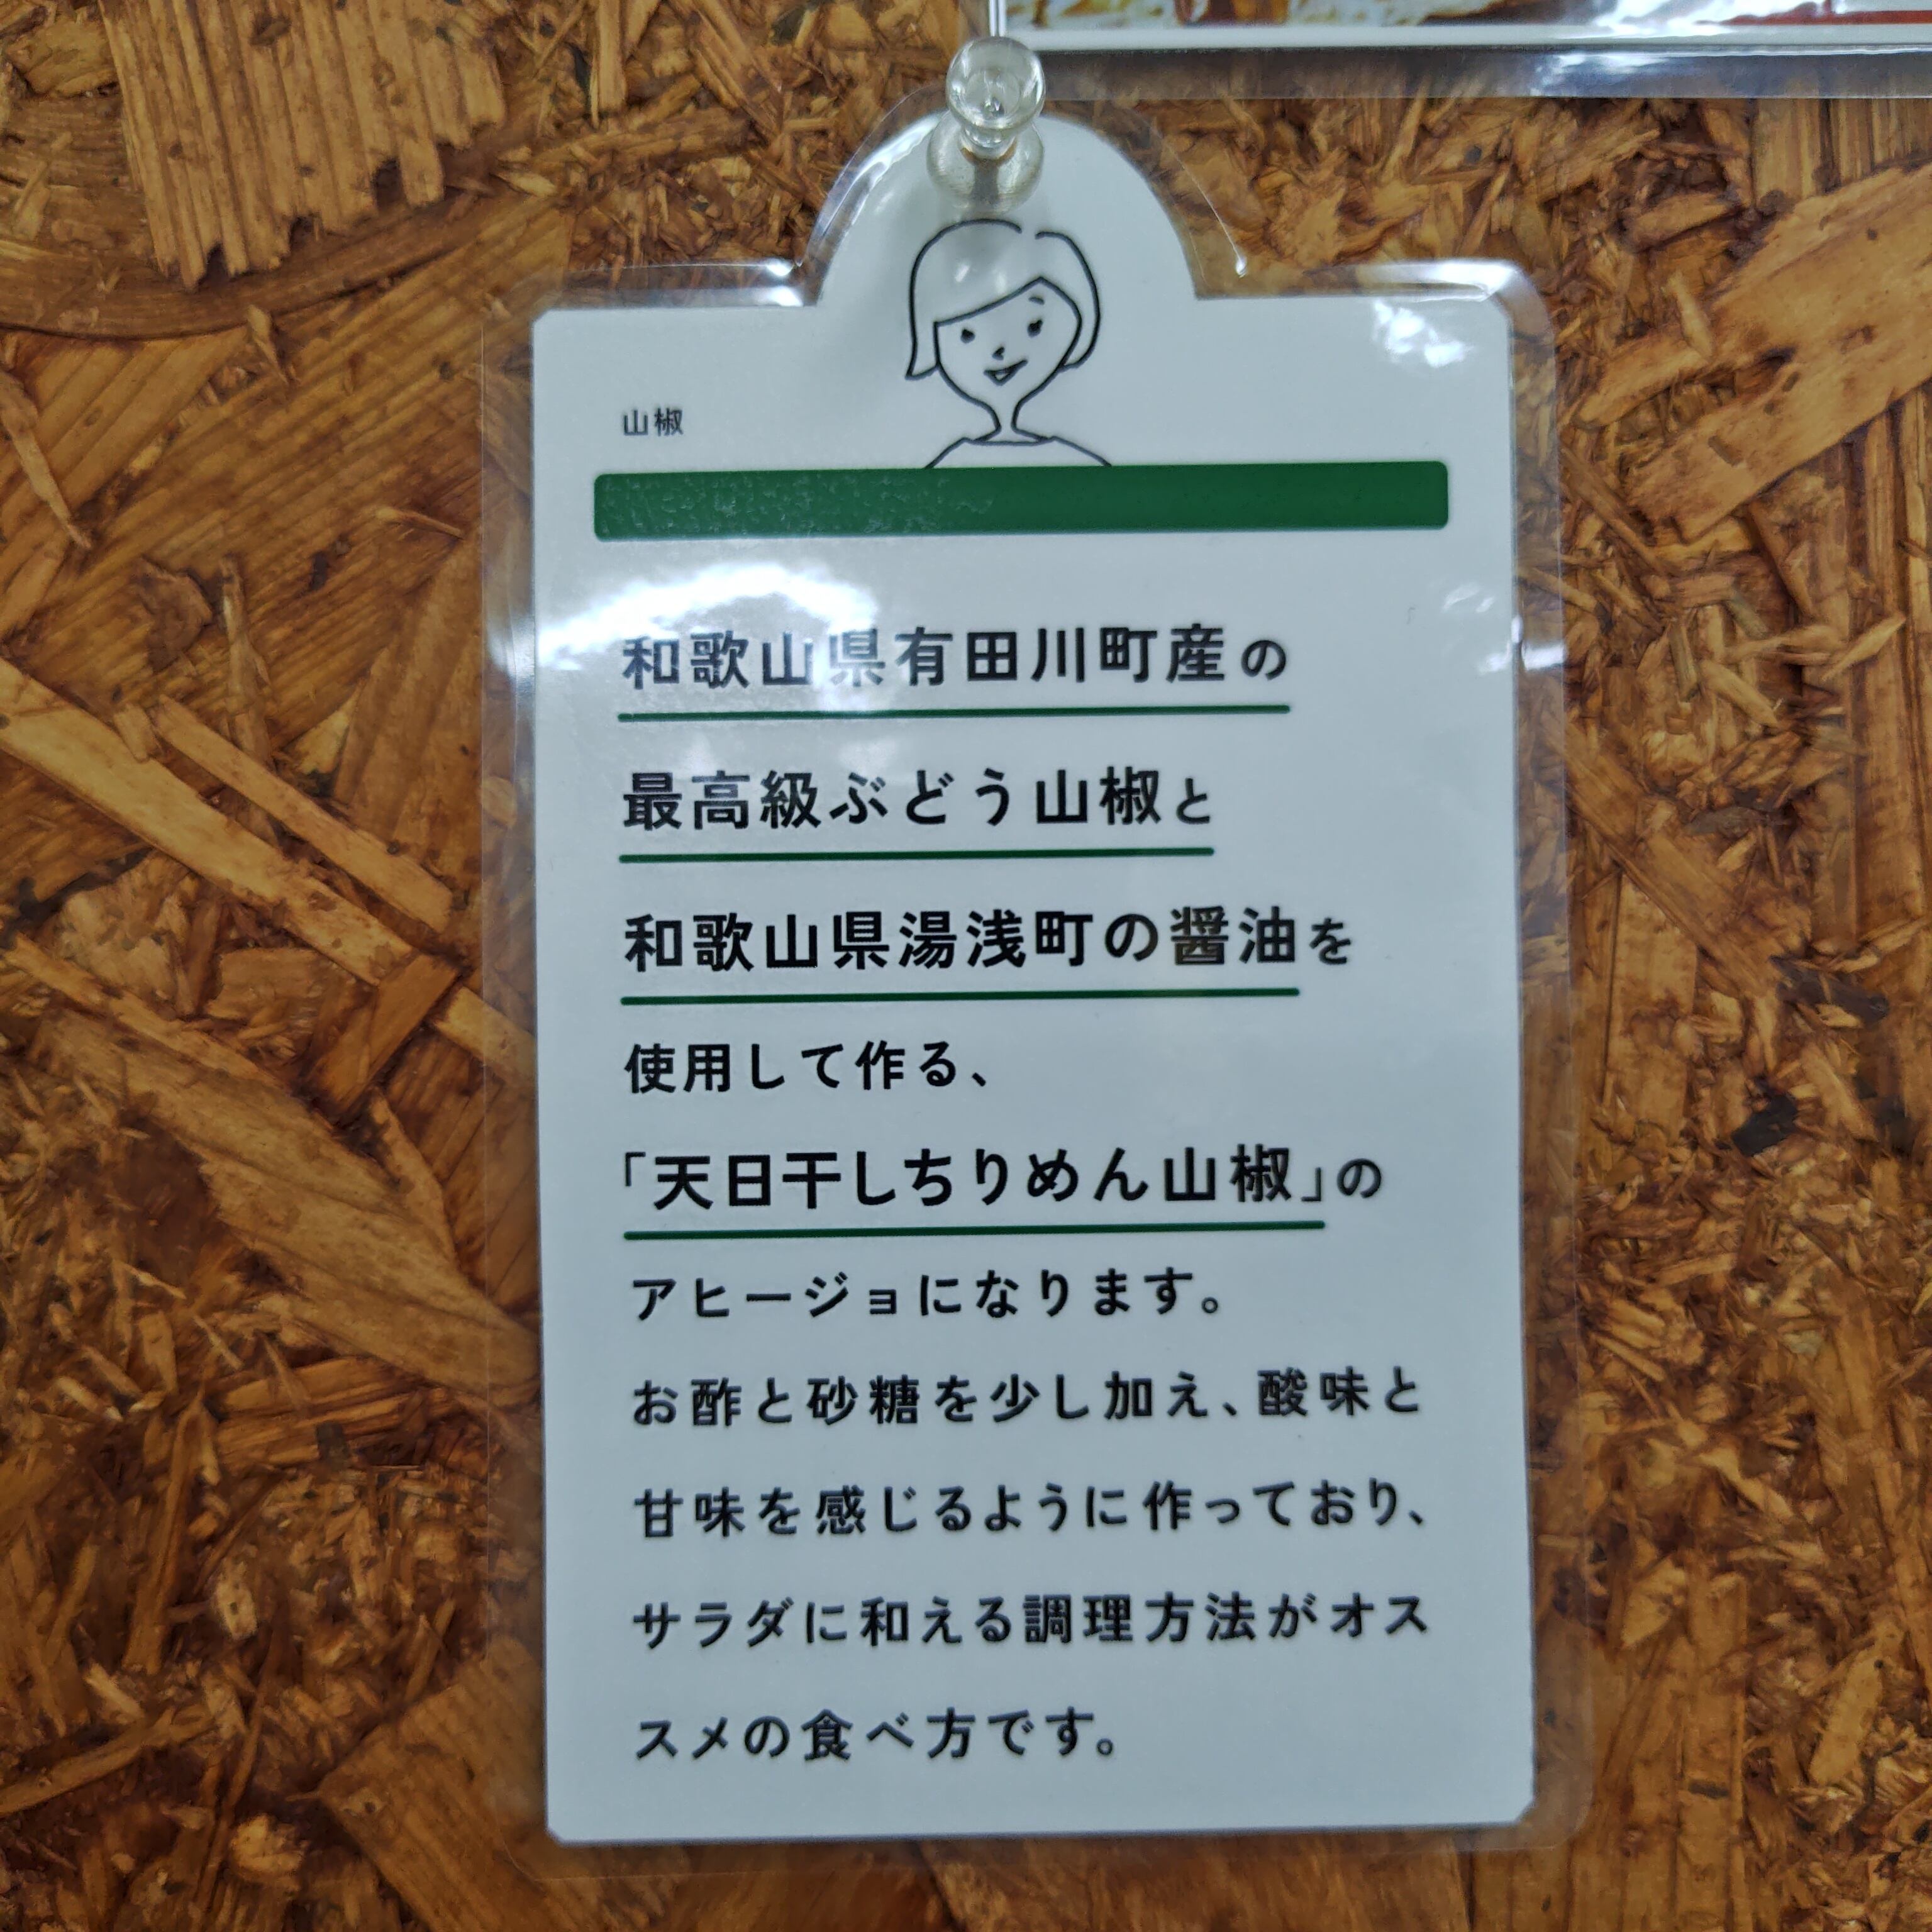 山椒
和歌山県有田川町産の
最高級ぶどう山椒と
和歌山県湯浅町の醤油を
使用して作る、
「天日干しちりめん山椒」の
アヒージョになります。
お酢と砂糖を少し加え、酸味と
甘味を感じるように作っており、
サラダに和える調理方法がオス
スメの食べ方です。